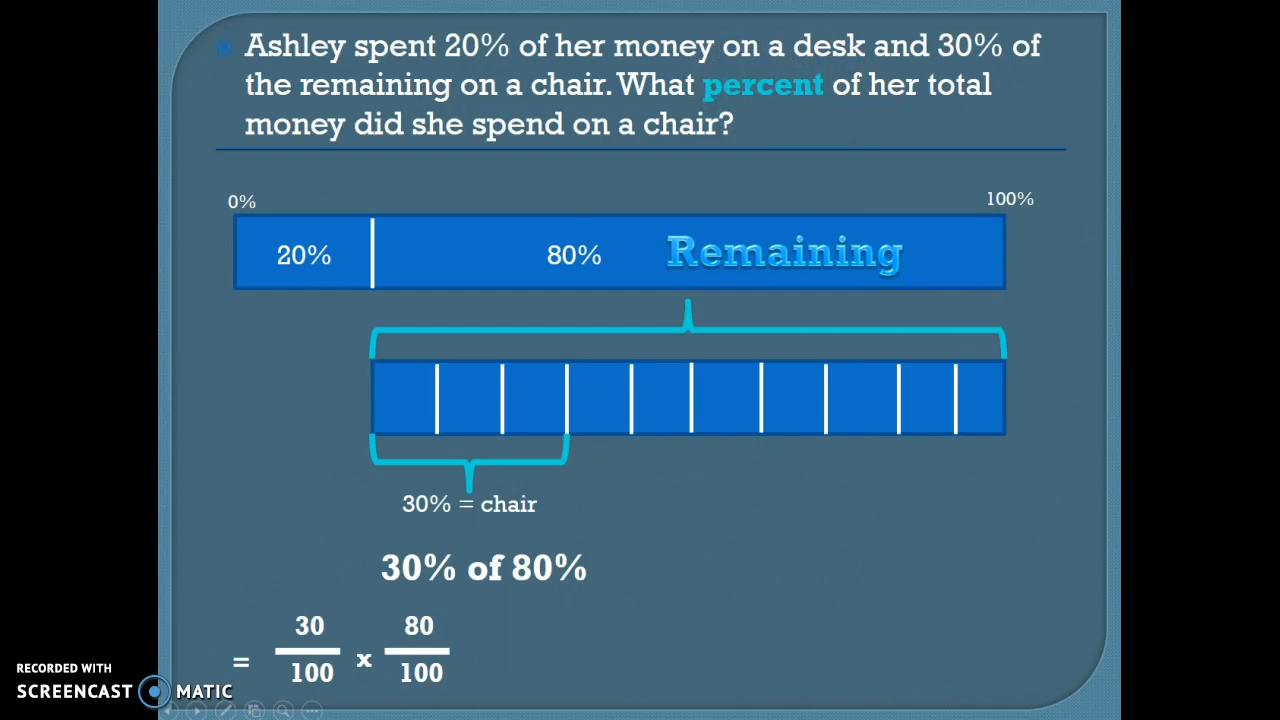 Ashley spent 20% of her money on a desk and 30% of
the remaining on a chair. What percent of her total
money did she spend on a chair?
0%
100%
20%
80%
Remaining
30% = chair
30% of 80%
30
80
=
x
100
100
RECORDED WITH
SCREENCAST MATIC